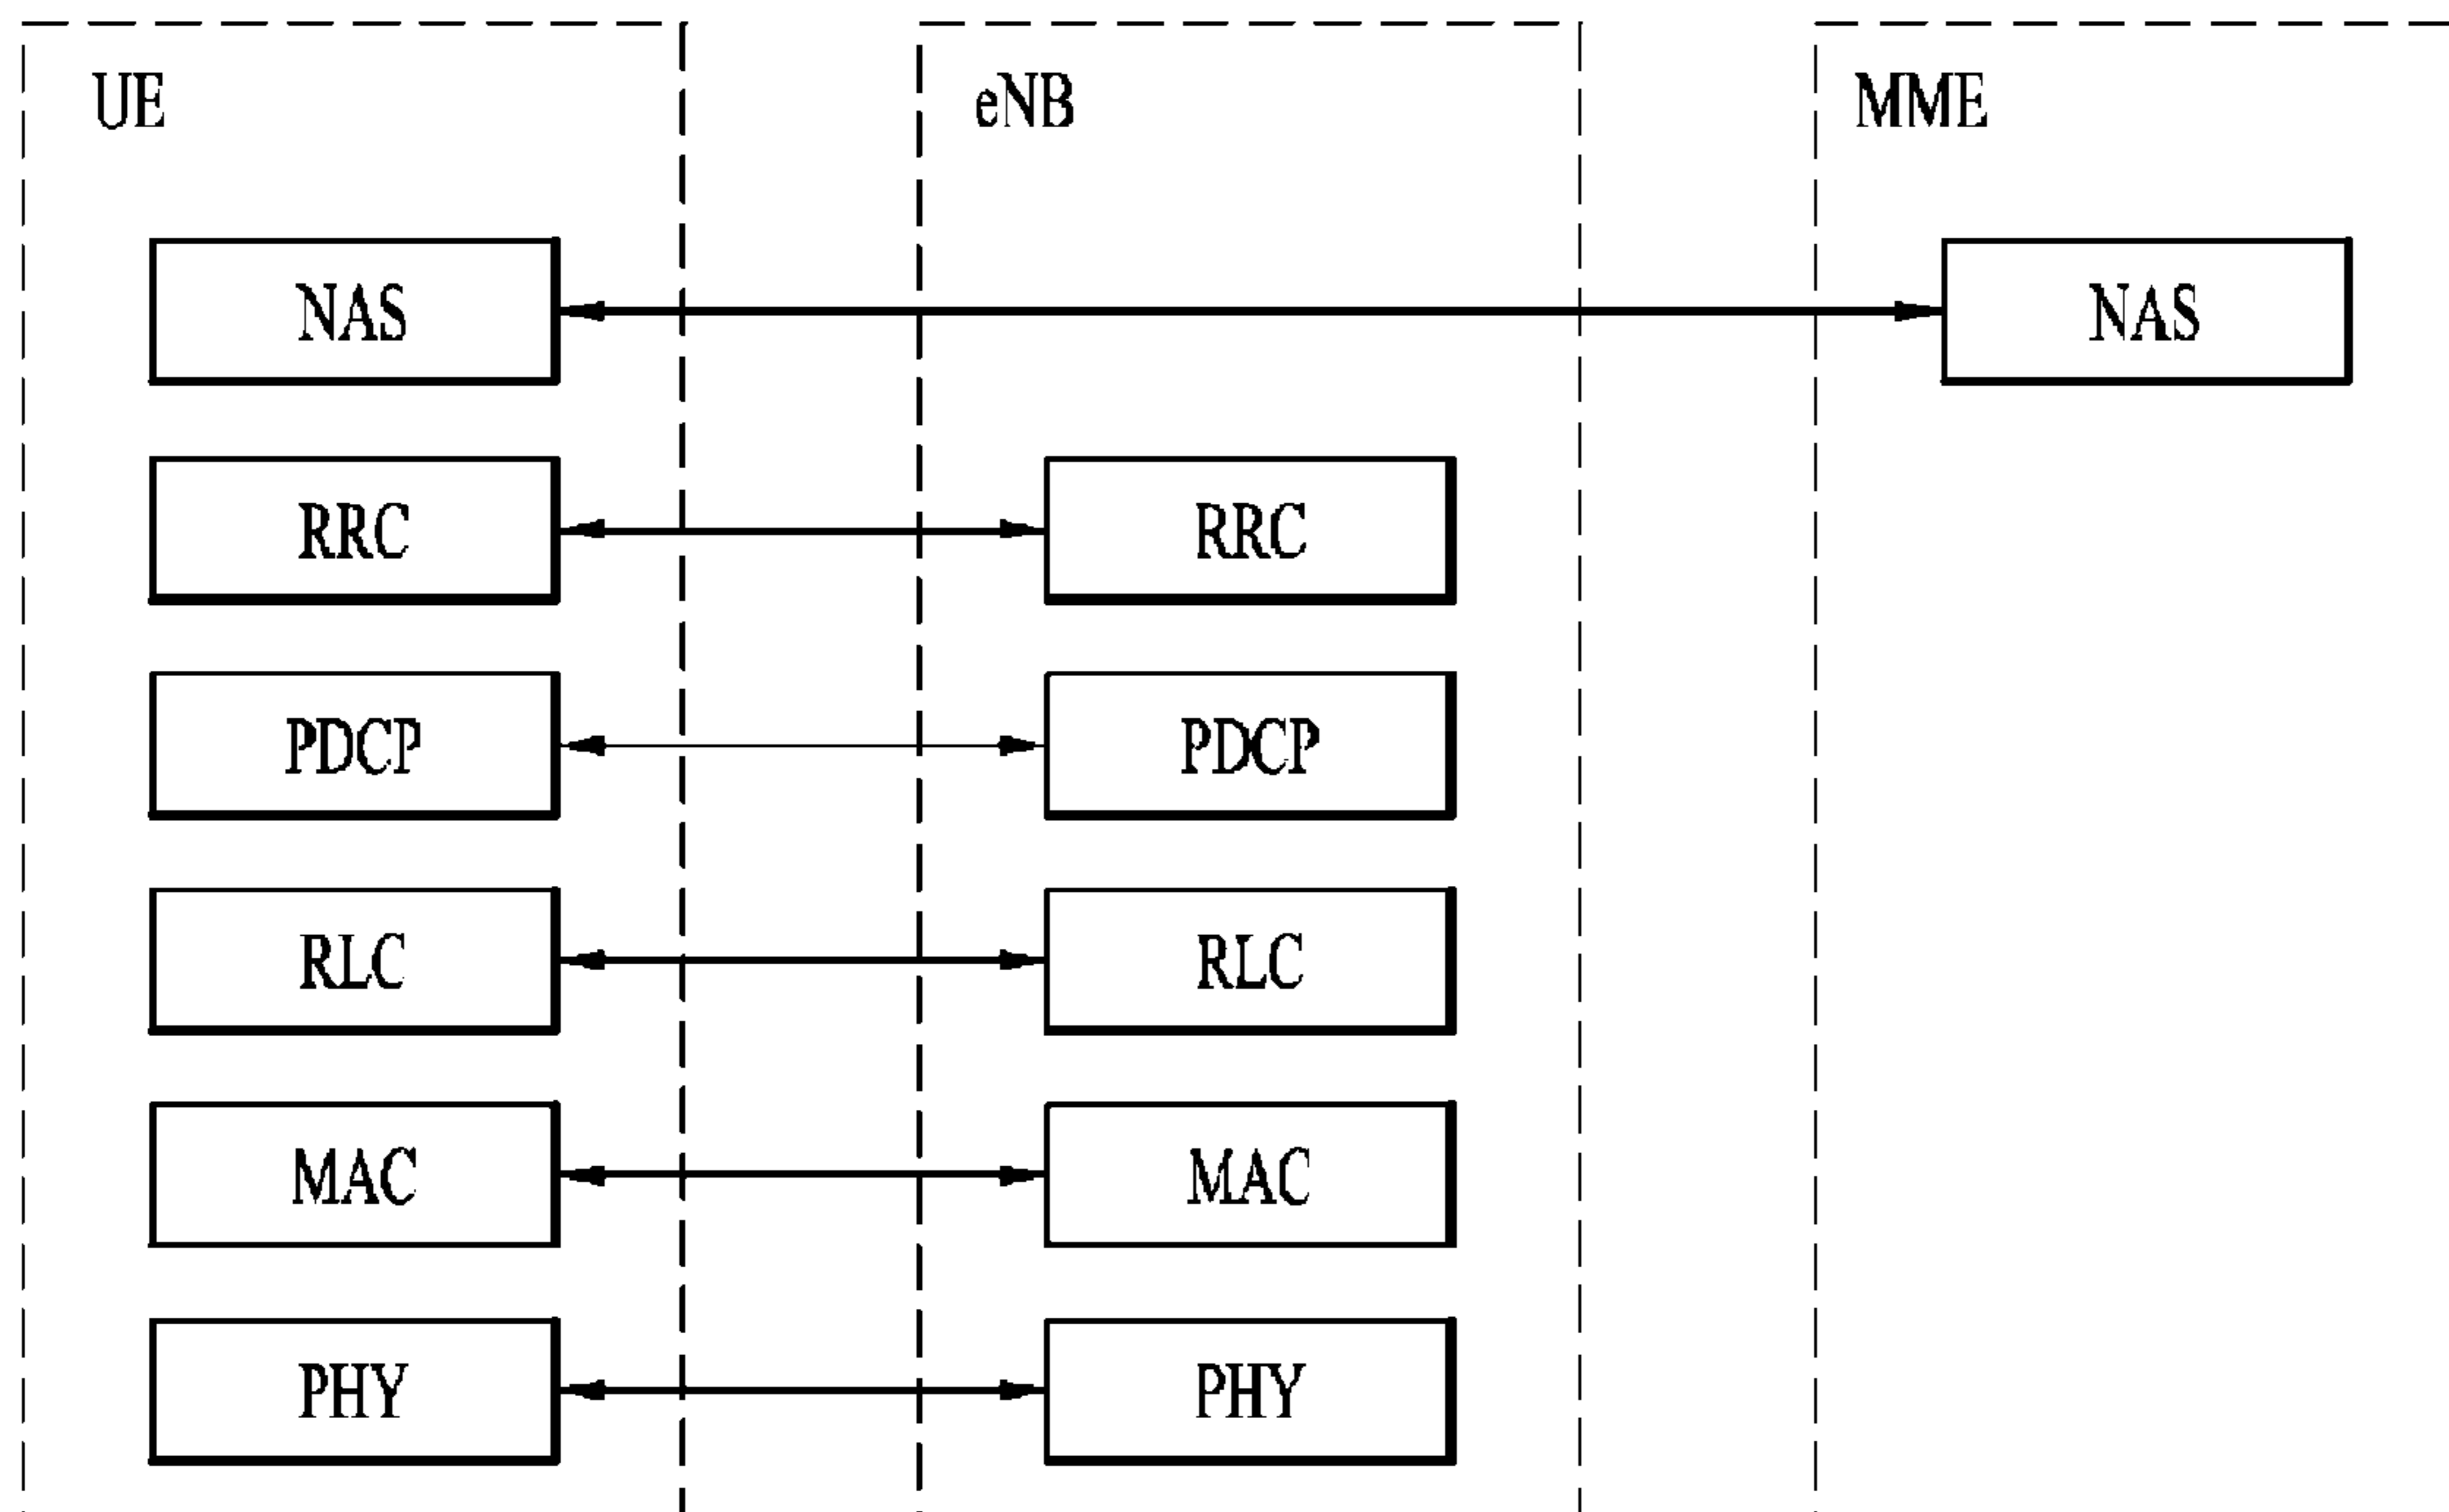 UE eNB MME
NAS NAS
RRC RRC
PDCP PDCP
RLC RLC
MAC MAC
PHY PHY